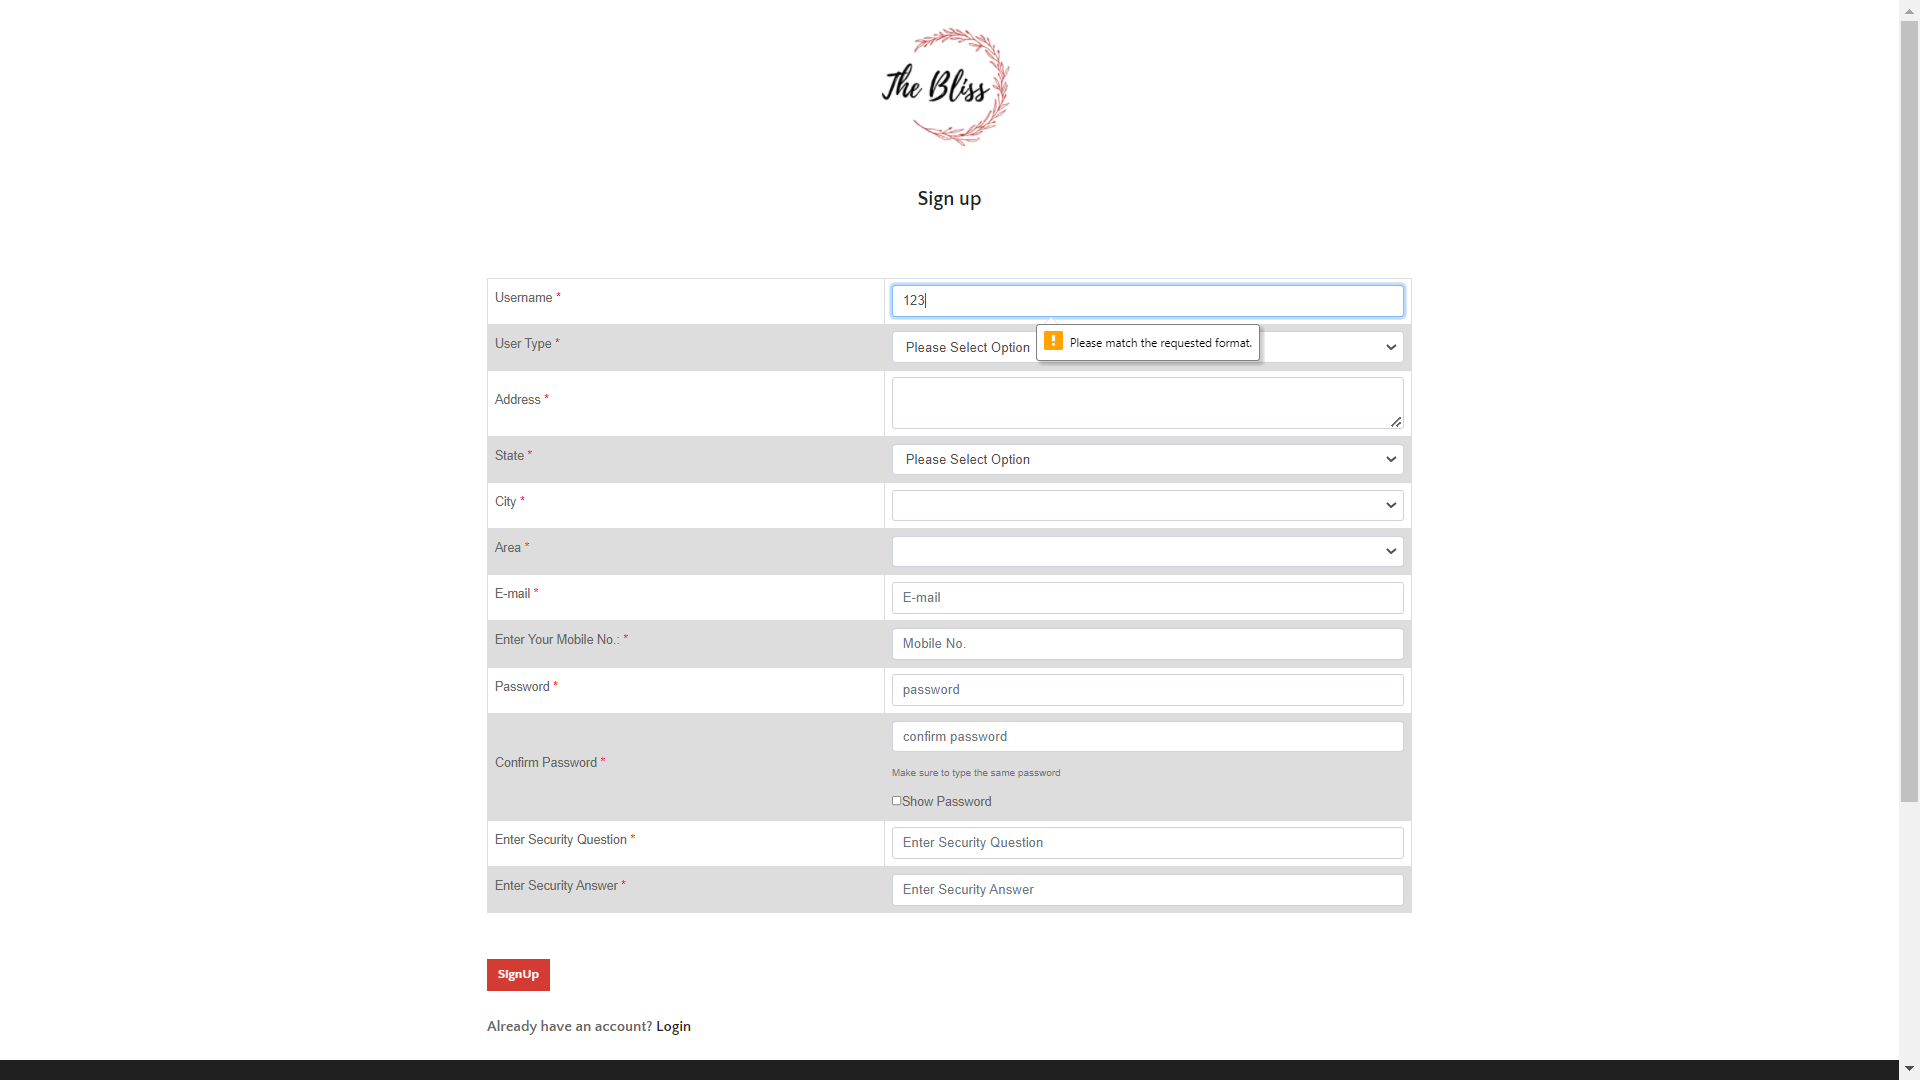 The Bliss
Sign up
Username *
123
User Type *
Please Select Option
Please match the requested format.
Address *
State *
Please Select Option
City *
Area *
E-mail *
E-mail
Enter Your Mobile No.: *
Mobile No.
Password *
password
Confirm Password *
confirm password
Make sure to type the same password
Show Password
Enter Security Question *
Enter Security Question
Enter Security Answer *
Enter Security Answer
SignUp
Already have an account? Login